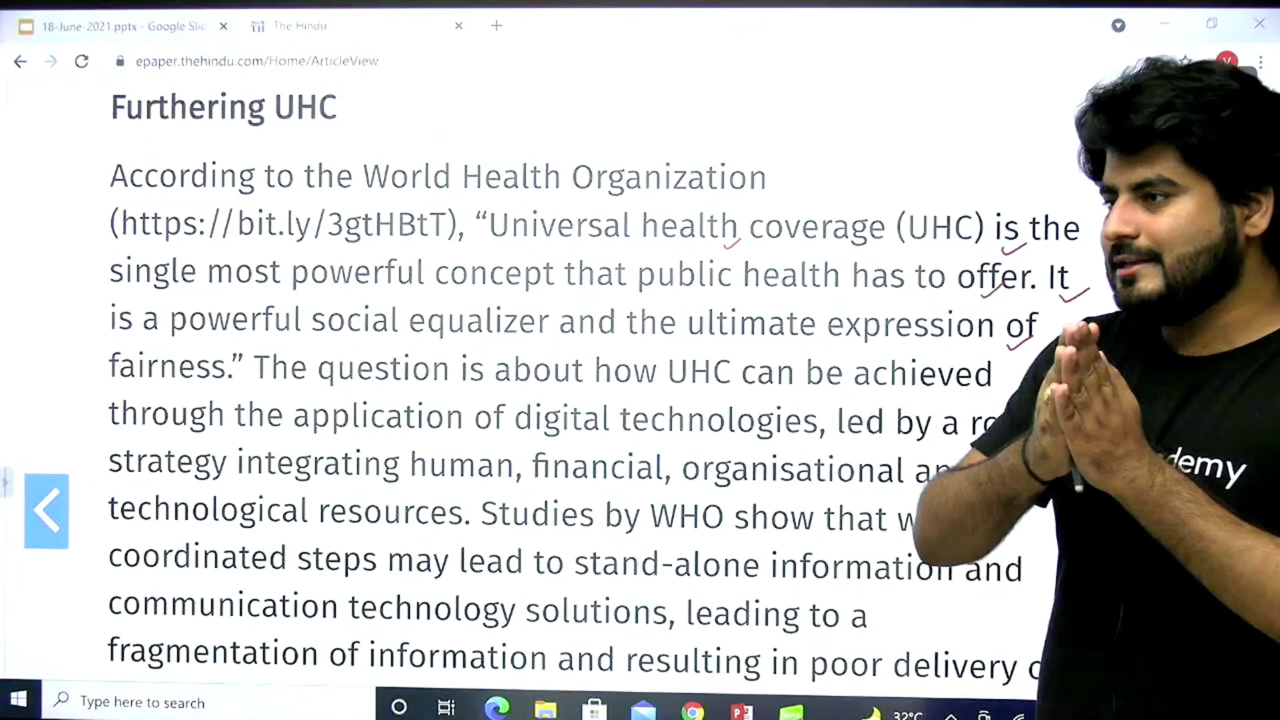 18-June-2021.pptx - Google Slid
The Hindu
epaper.thehindu.com/Home/ArticleView
Furthering UHC
According to the World Health Organization
(https://bit.ly/3gtHBtT), “Universal health coverage (UHC) is the
single most powerful concept that public health has to offer. It
is a powerful social equalizer and the ultimate expression of
fairness.” The question is about how UHC can be achieved
through the application of digital technologies, led by a
strategy integrating human, financial, organisational
technological resources. Studies by WHO show that
coordinated steps may lead to stand-alone information and
communication technology solutions, leading to a
fragmentation of information and resulting in poor delivery
demy
Type here to search
32°C